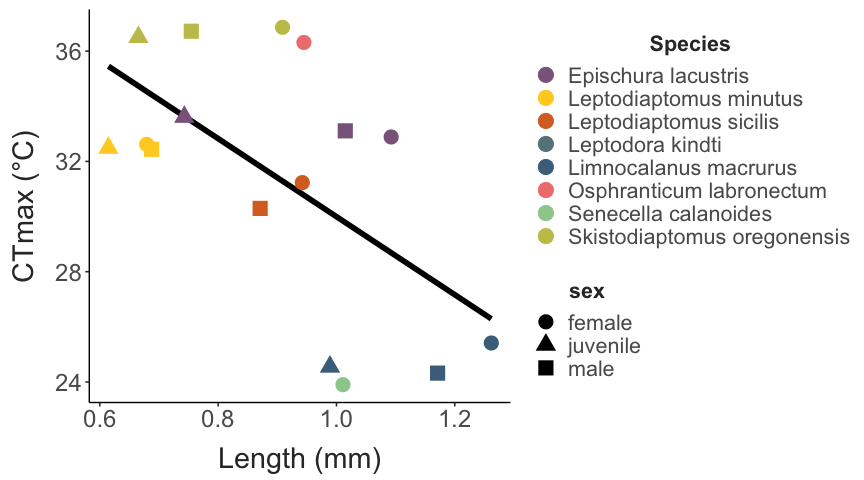 36
32
28
24
CTmax (°C)
0.6 0.8 1.0 1.2
Length (mm)
Species
Epischura lacustris
Leptodiaptomus minutus
Leptodiaptomus sicilis
Leptodora kindti
Limnocalanus macrurus
Osphranticum labronectum
Senecella calanoides
Skistodiaptomus oregonensis
sex
female
juvenile
male